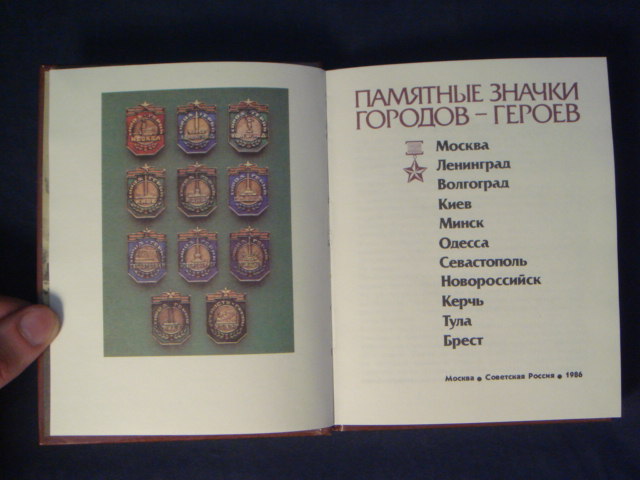 ПАМЯТНЫЕ ЗНАЧКИ
ГОРОДОВ – ГЕРОЕВ
Москва
Ленинград
Волгоград
Киев
Минск
Одесса
Севастополь
Новороссийск
Керчь
Тула
Брест
Москва ● Советская Россия ● 1986